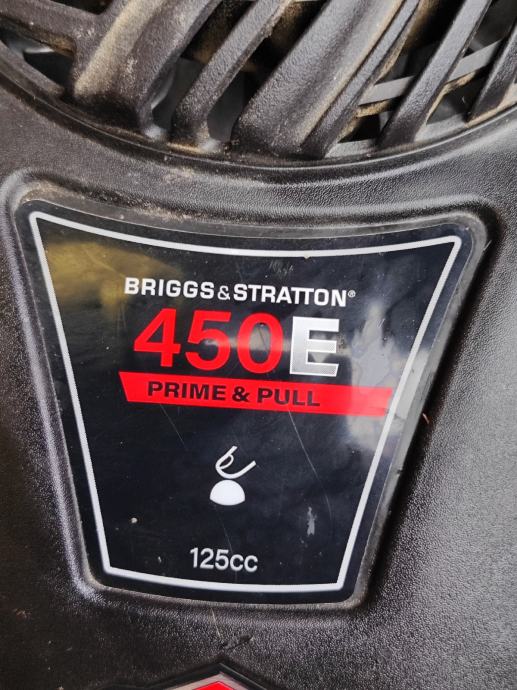 BRIGGS & STRATTON®
450E
PRIME & PULL
125cc